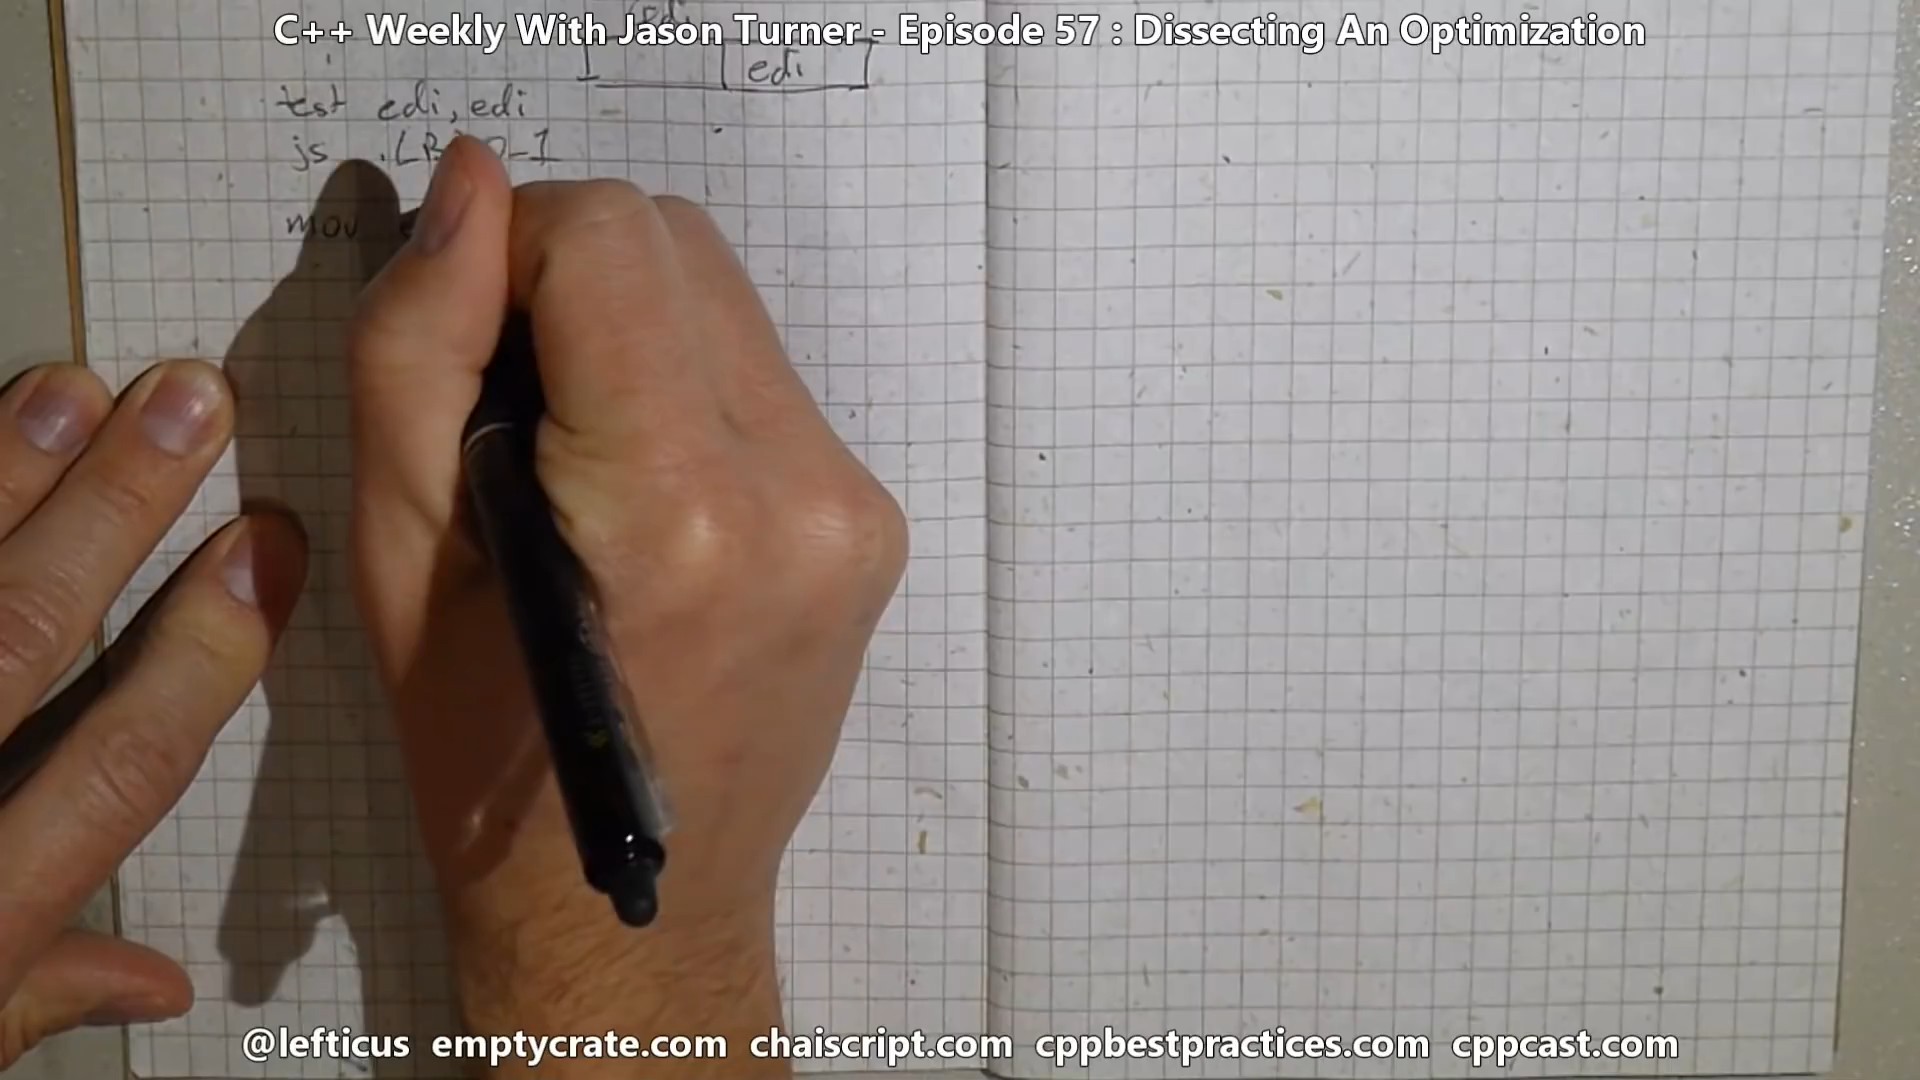 C++ Weekly With Jason Turner - Episode 57 : Dissecting An Optimization
edi
test edi, edi
js
mov
@lefticus emptycrate.com chaiscript.com cppbestpractices.com cppcast.com